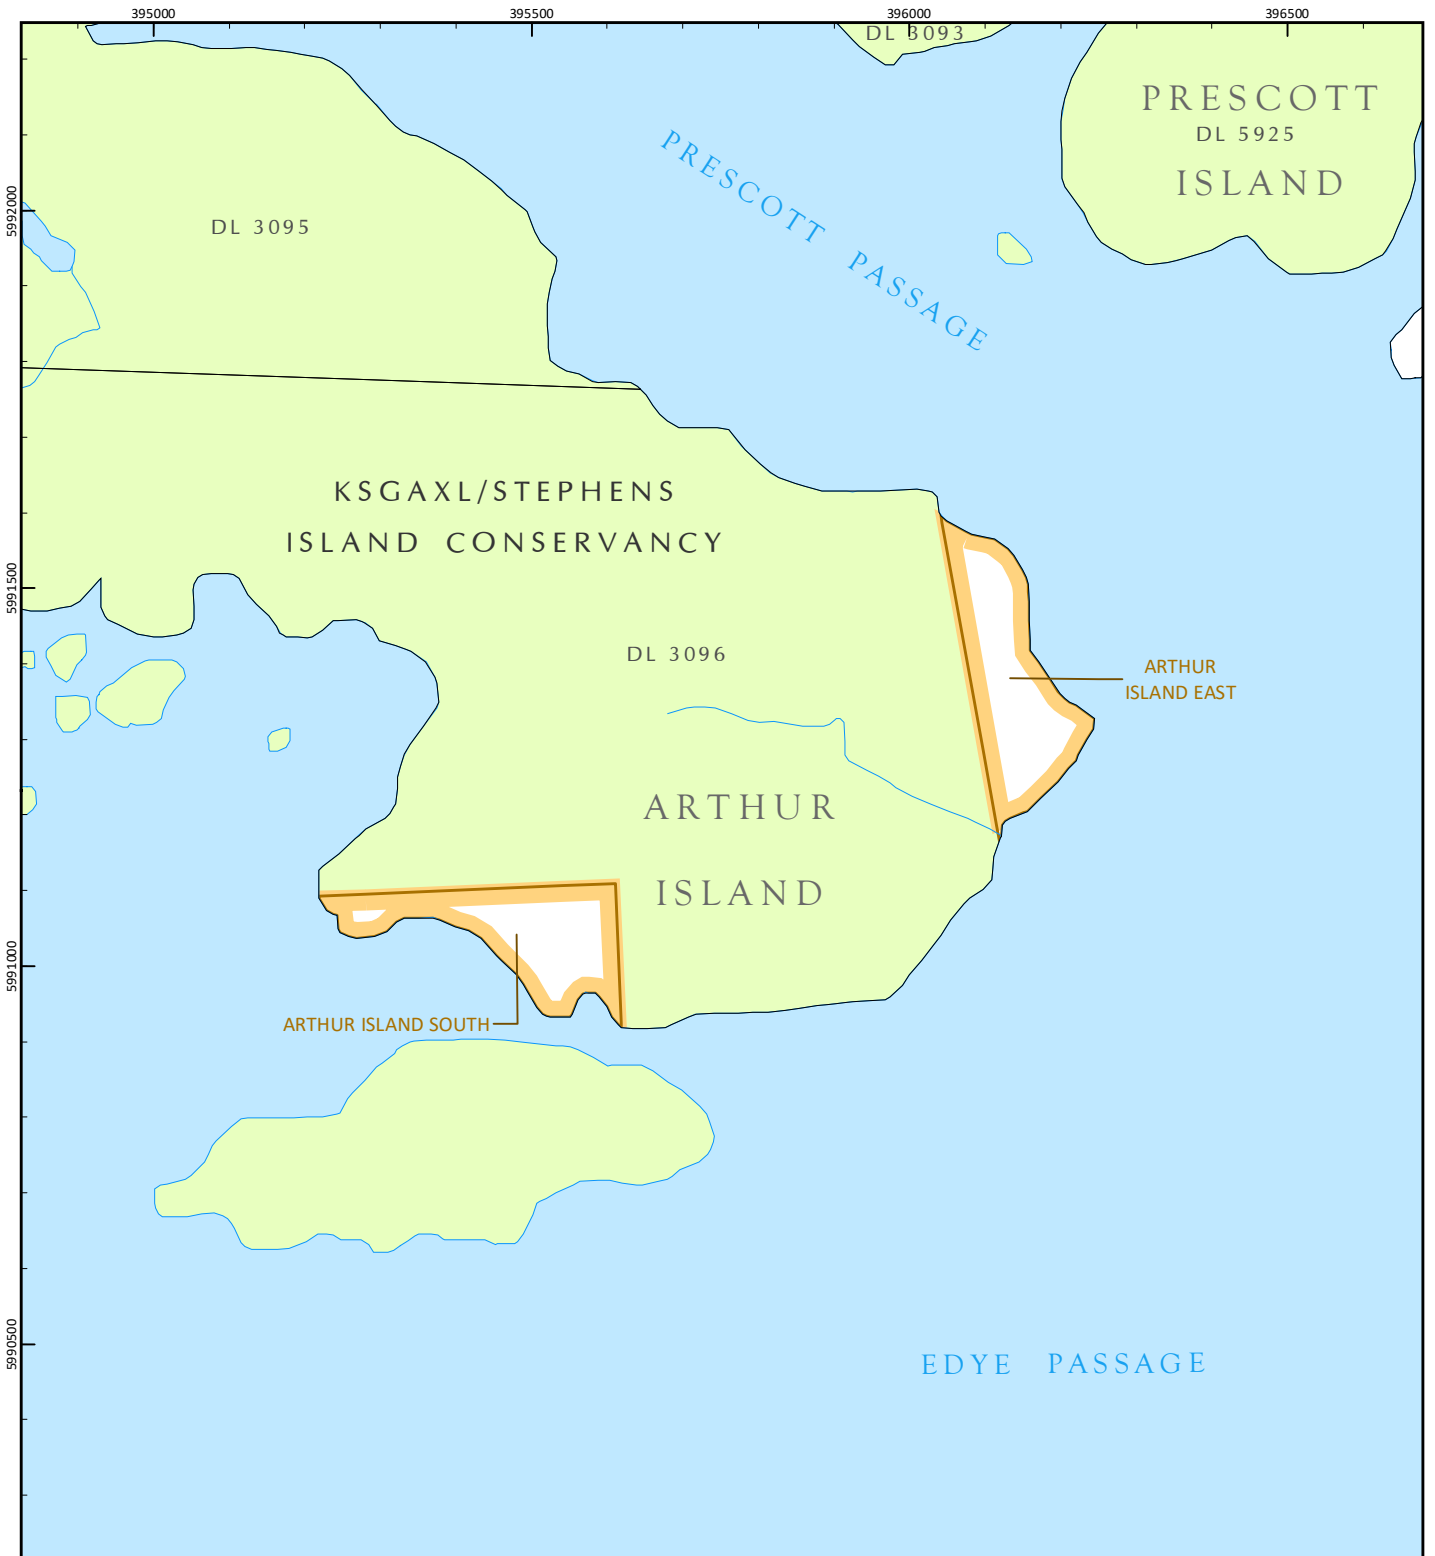 395000
395500
396000
396500
DL 3093
PRESCOTT
DL 5925
ISLAND
PRESCOTT PASSAGE
5992000
DL 3095
KSGAXL/STEPHENS
ISLAND CONSERVANCY
5991500
DL 3096
ARTHUR
ISLAND EAST
ARTHUR
ISLAND
5991000
ARTHUR ISLAND SOUTH
5990500
EDYE PASSAGE